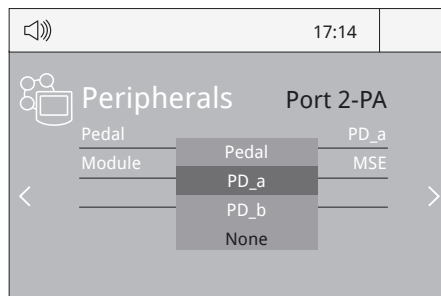 17:14
Peripherals Port 2-PA
Pedal PD_a
Module MSE
Pedal
PD_a
PD_b
None